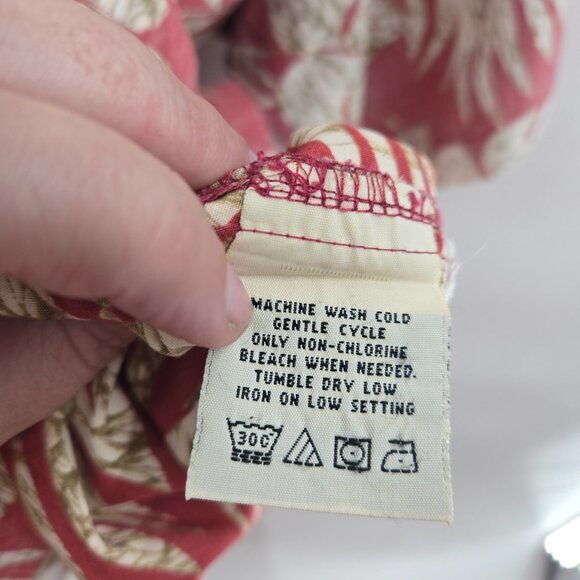 MACHINE WASH COLD
GENTLE CYCLE
ONLY NON-CHLORINE
BLEACH WHEN NEEDED.
TUMBLE DRY LOW
IRON ON LOW SETTING
30C